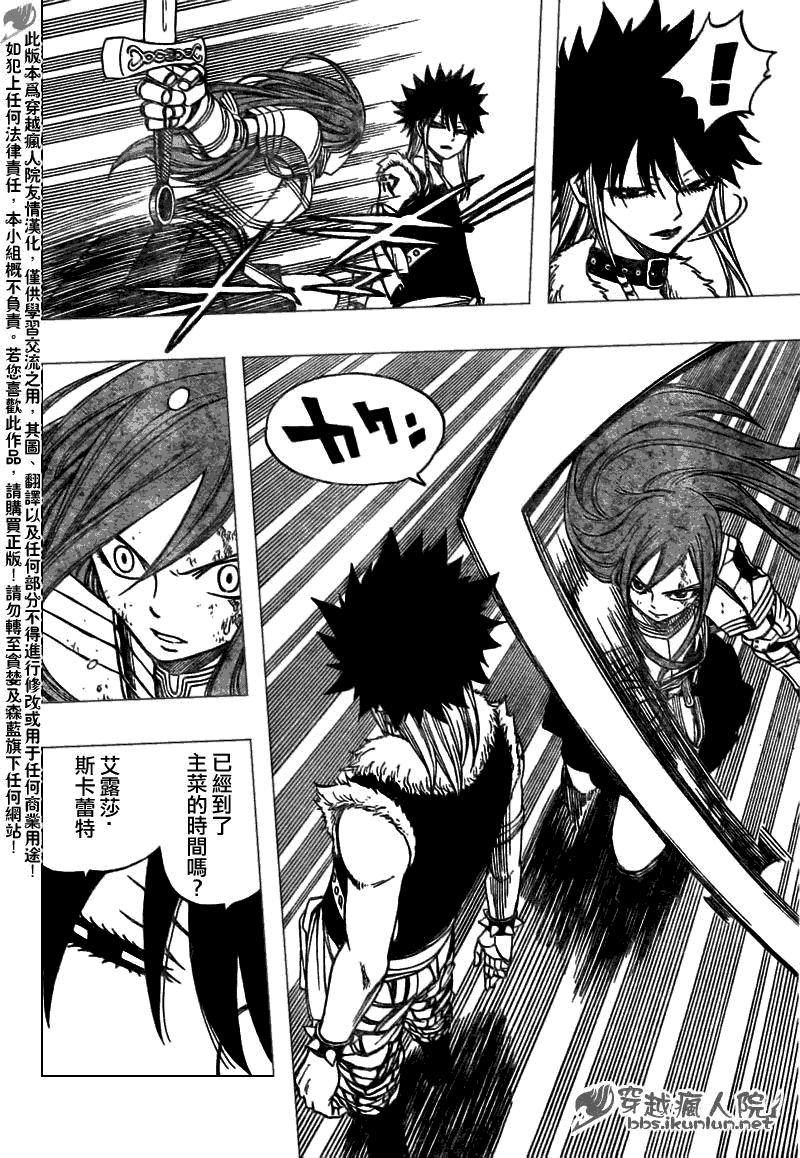 !
メクン
已經到了
主菜的時間嗎？
艾露莎·
斯卡蕾特
此版本爲穿越瘋人院友情漢化，僅供學習交流之用，其圖、翻譯以及任何部分不得進行修改或用于任何商業用途！
如犯上任何法律責任，本小組概不負責。若您喜歡此作品，請購買正版！請勿轉至貪婪及森藍旗下任何網站！
穿越瘋人院
bbs.ikunlun.net